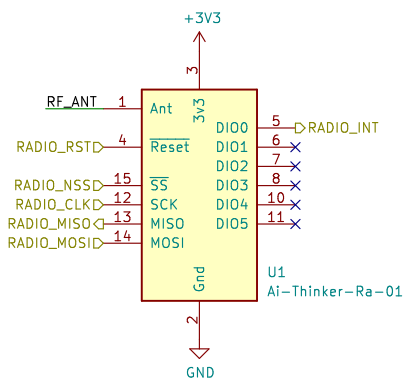 +3V3
3
RF_ANT 1 Ant 3v3
DIO0 5 RADIO_INT
RADIO_RST 4 Reset DIO1 6
DIO2 7
RADIO_NSS 15 SS DIO3 8
RADIO_CLK 12 SCK DIO4 10
RADIO_MISO 13 MISO DIO5 11
RADIO_MOSI 14 MOSI
Gnd U1
Ai-Thinker-Ra-01
2
GND